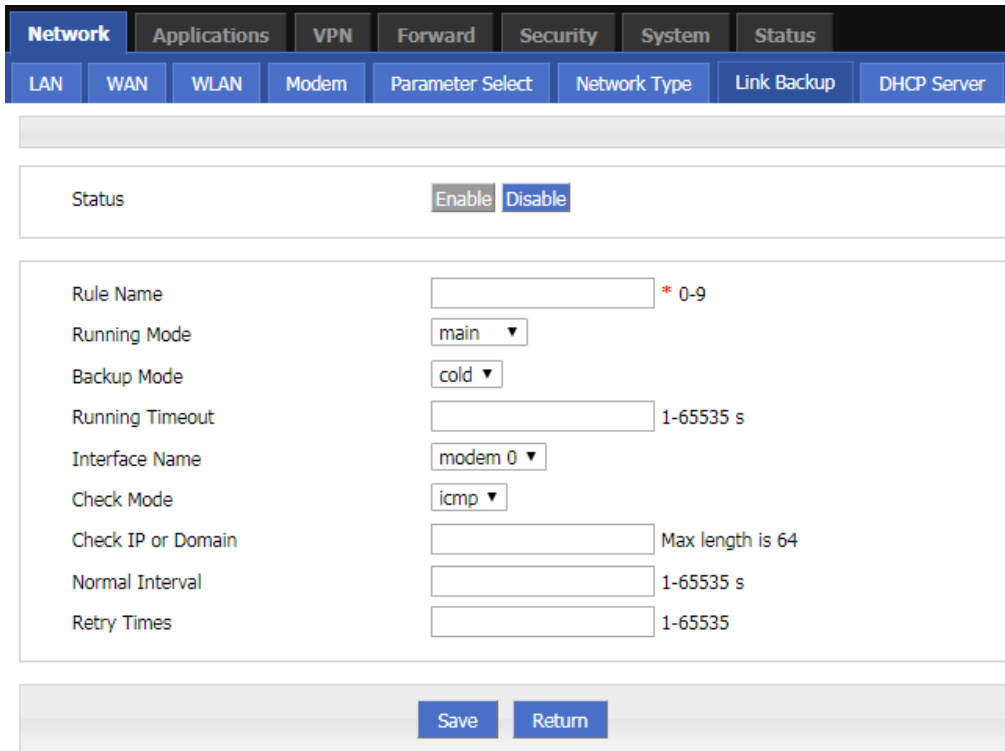 Network Applications VPN Forward Security System Status
LAN WAN WLAN Modem Parameter Select Network Type Link Backup DHCP Server
Status Enable Disable
Rule Name * 0-9
Running Mode main
Backup Mode cold
Running Timeout 1-65535 s
Interface Name modem 0
Check Mode icmp
Check IP or Domain Max length is 64
Normal Interval 1-65535 s
Retry Times 1-65535
Save Return